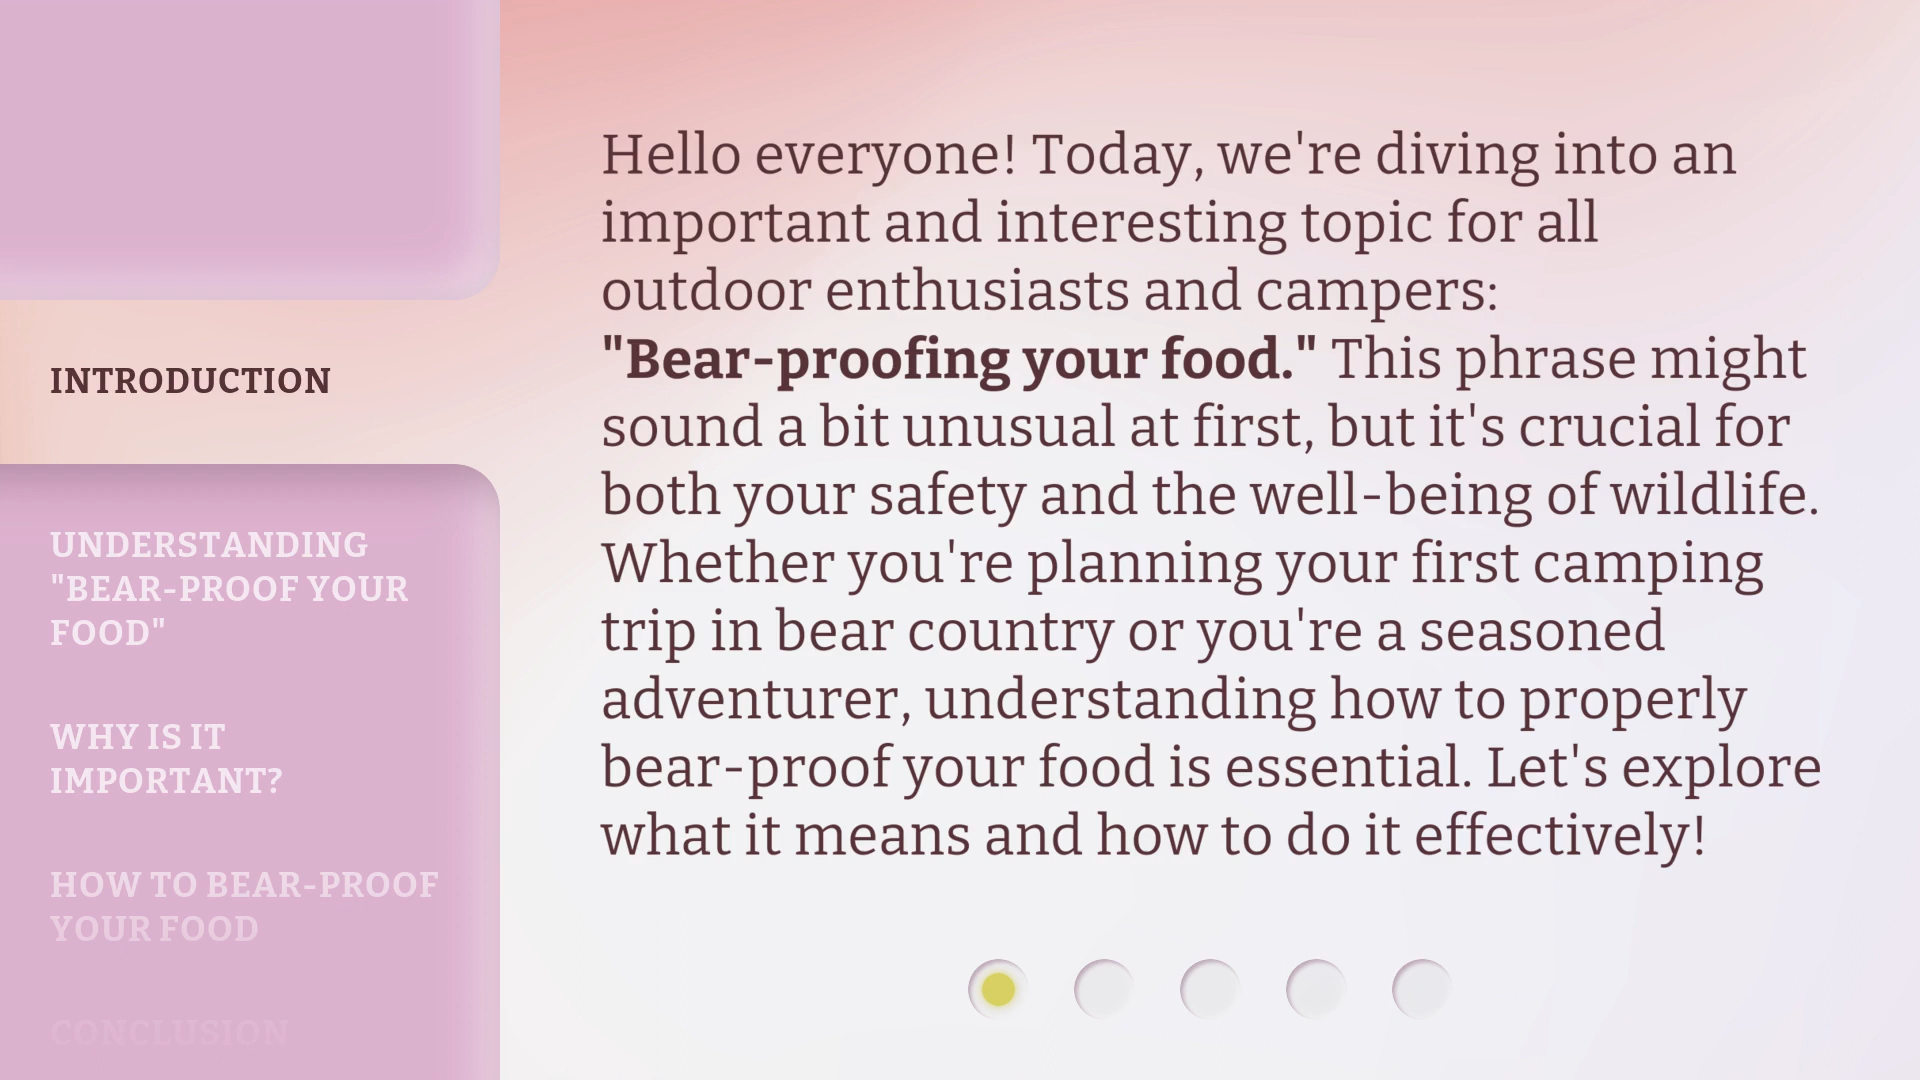 INTRODUCTION
UNDERSTANDING
"BEAR-PROOF YOUR
FOOD"
WHY IS IT
IMPORTANT?
HOW TO BEAR-PROOF
YOUR FOOD
CONCLUSION
Hello everyone! Today, we're diving into an
important and interesting topic for all
outdoor enthusiasts and campers:
"Bear-proofing your food." This phrase might
sound a bit unusual at first, but it's crucial for
both your safety and the well-being of wildlife.
Whether you're planning your first camping
trip in bear country or you're a seasoned
adventurer, understanding how to properly
bear-proof your food is essential. Let's explore
what it means and how to do it effectively!